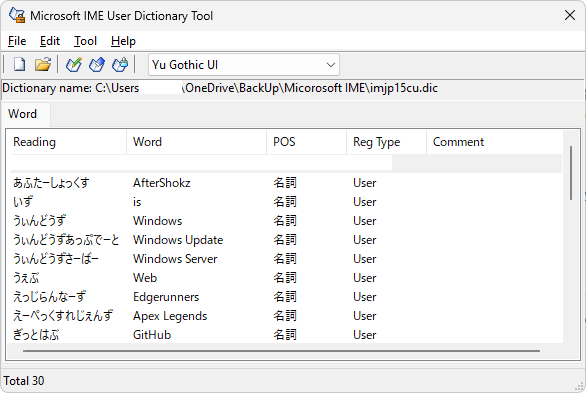 Microsoft IME User Dictionary Tool
File Edit Tool Help
Yu Gothic UI
Dictionary name: C:\Users \OneDrive\BackUp\Micorosoft IME\imjp15cu.dic
Word
Reading Word POS Reg Type Comment
あふたーしょっくす AfterShokz 名詞 User
いず is 名詞 User
うぃんどうず Windows 名詞 User
うぃんどうずあっぷでーと Windows Update 名詞 User
うぃんどうずさーばー Windows Server 名詞 User
うぇぶ Web 名詞 User
えっじらんなーず Edgerunners 名詞 User
えーぺっくすれじぇんず Apex Legends 名詞 User
ぎっとはぶ GitHub 名詞 User
Total 30